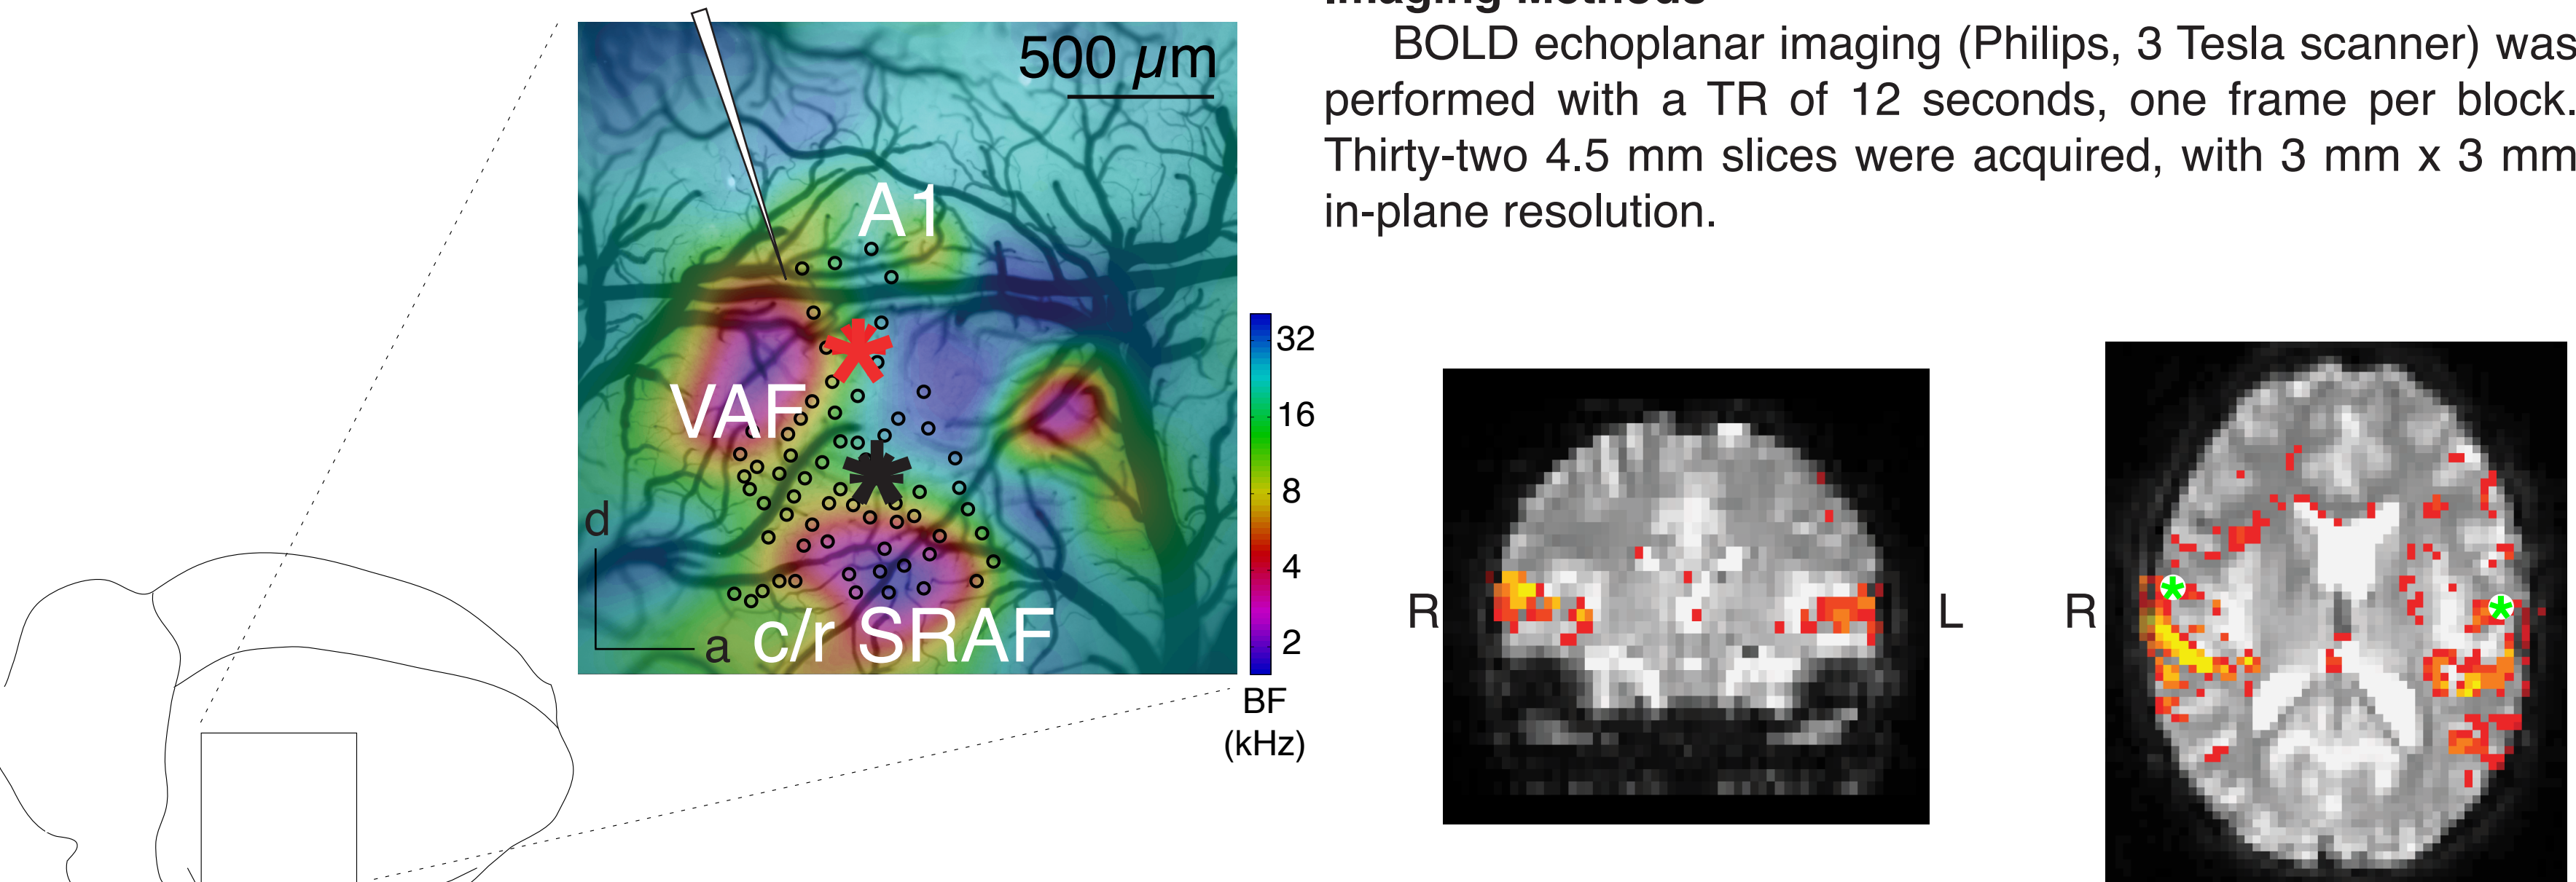 Imaging Methods
BOLD echoplanar imaging (Philips, 3 Tesla scanner) was
performed with a TR of 12 seconds, one frame per block.
Thirty-two 4.5 mm slices were acquired, with 3 mm x 3 mm
in-plane resolution.
500 µm
A1
VAF
c/r SRAF
d
a
32
16
8
4
2
BF
(kHz)
R
L
R